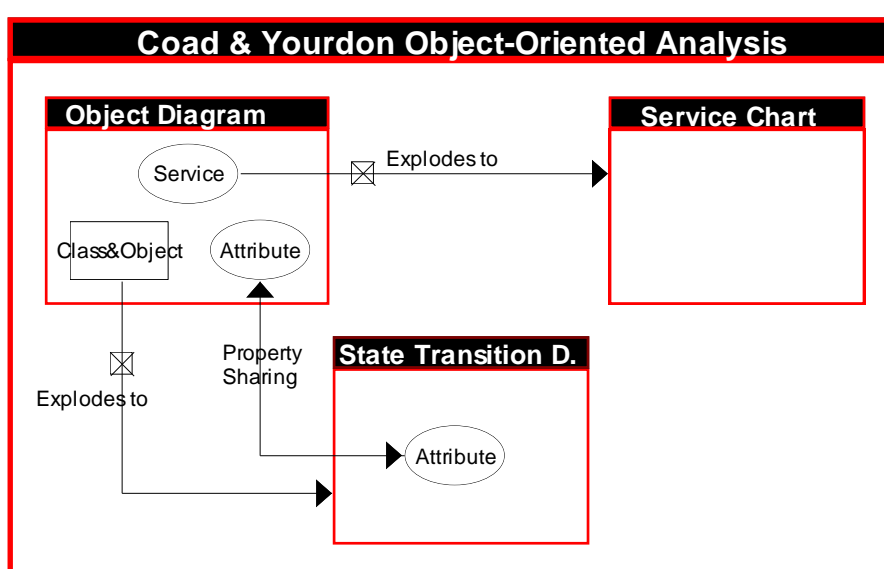 Coad & Yourdon Object-Oriented Analysis
Object Diagram
Service Chart
Service
Explodes to
Class&Object
Attribute
Property
Sharing
State Transition D.
Explodes to
Attribute